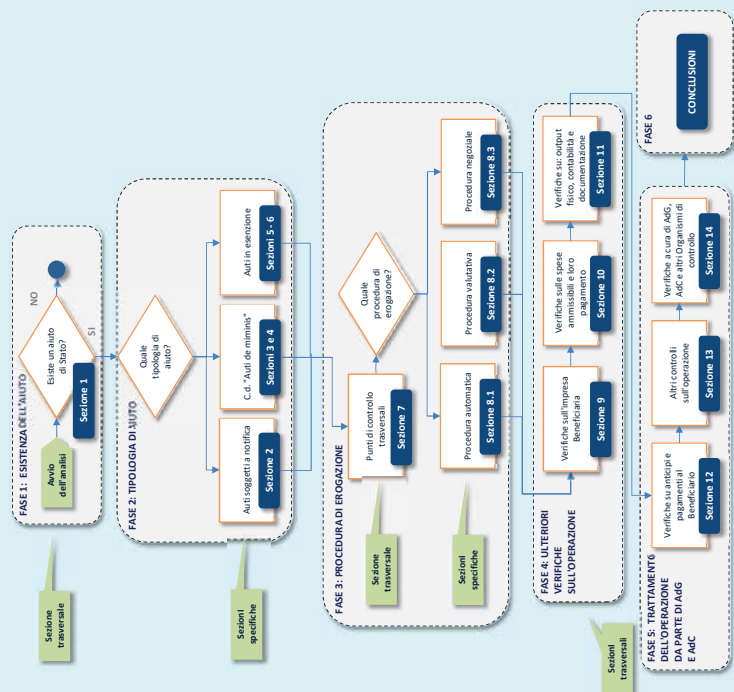 FASE 1: ESISTENZA DELL'AIUTO
Avvio
dell'analisi
Esiste un aiuto
di Stato?
Sezione 1
NO
SI
Sezione
trasversale
FASE 2: TIPOLOGIA DI AIUTO
Quale
tipologia di
aiuto?
Auti soggetti a notifica
Sezione 2
C.d. "Auti de minimis"
Sezioni 3 e 4
Auti in esenzione
Sezioni 5 - 6
Sezioni
specifiche
FASE 3: PROCEDURA DI EROGAZIONE
Punti di controllo
trasversali
Sezione 7
Quale
procedura di
erogazione?
Procedura automatica
Sezione 8.1
Procedura valutativa
Sezione 8.2
Procedura negoziale
Sezione 8.3
Sezione
trasversale
Sezioni
specifiche
FASE 4: ULTERIORI
VERIFICHE
SULL'OPERAZIONE
Verifiche sull'impresa
Beneficiaria
Sezione 9
Verifiche sulle spese
ammissibili e loro
pagamento
Sezione 10
Verifiche su: output
fisico, contabilità e
documentazione
Sezione 11
Sezioni
trasversali
FASE 5: TRATTAMENTO
DELL'OPERAZIONE
DA PARTE DI AdG
E AdC
Verifiche su anticipi e
pagamenti al
Beneficiario
Sezione 12
Altri controlli
sull'operazione
Sezione 13
Verifiche a cura di AdG,
AdC e altri Organismi di
controllo
Sezione 14
FASE 6
CONCLUSIONI